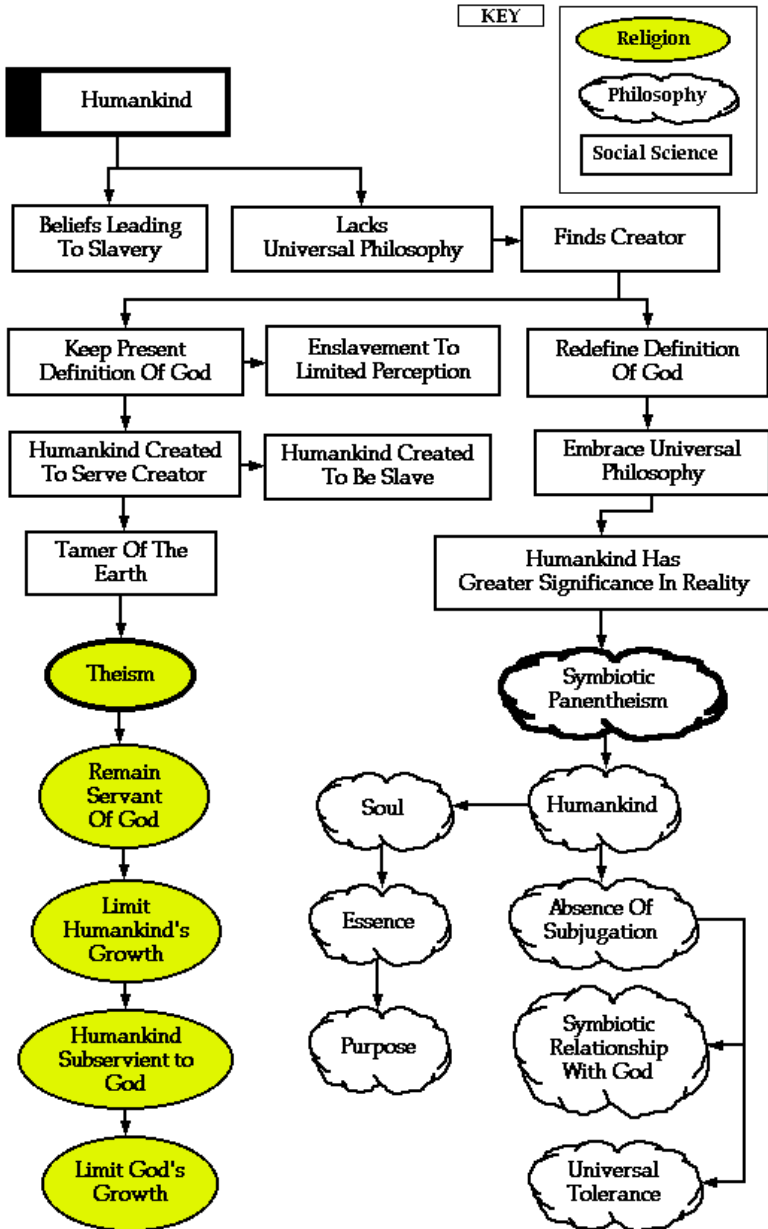 KEY
Religion
Philosophy
Social Science
Humankind
Beliefs Leading
To Slavery
Lacks
Universal Philosophy
Finds Creator
Keep Present
Definition Of God
Enslavement To
Limited Perception
Redefine Definition
Of God
Humankind Created
To Serve Creator
Humankind Created
To Be Slave
Embrace Universal
Philosophy
Tamer Of The
Earth
Humankind Has
Greater Significance In Reality
Theism
Symbiotic
Panentheism
Remain
Servant
Of God
Soul
Humankind
Limit
Humankind's
Growth
Essence
Absence Of
Subjugation
Humankind
Subservient to
God
Purpose
Symbiotic
Relationship
With God
Limit God's
Growth
Universal
Tolerance